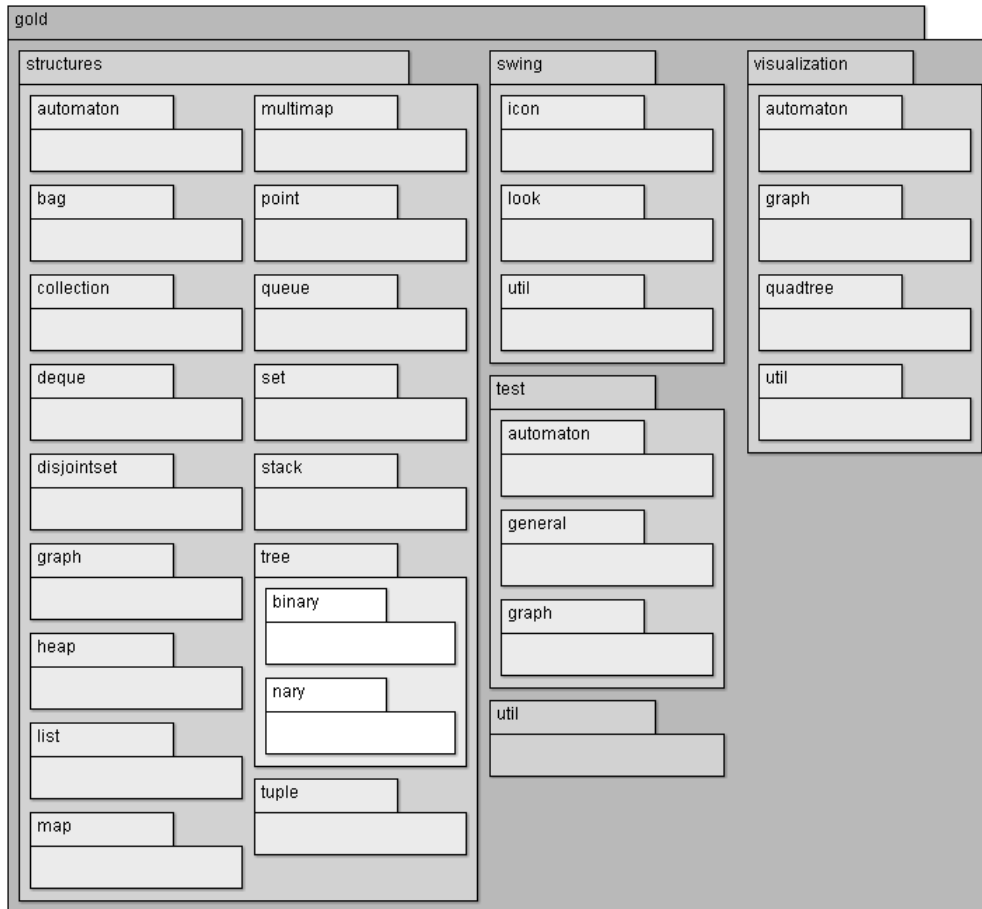 gold
structures
automaton
bag
collection
deque
disjointset
graph
heap
list
map
multimap
point
queue
set
stack
tree
binary
nary
tuple
swing
icon
look
util
test
automaton
general
graph
util
visualization
automaton
graph
quadtree
util